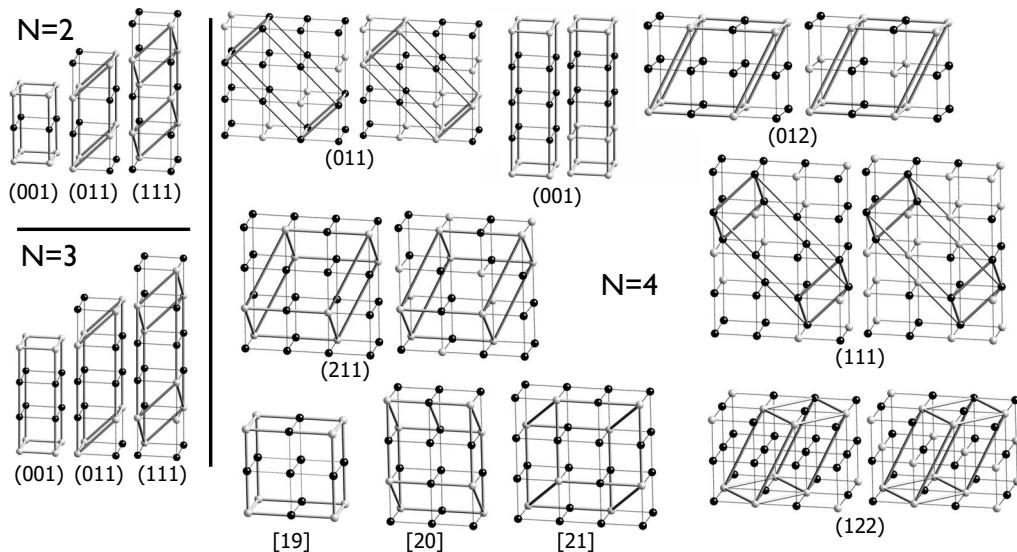 N=2
(001) (011) (111)
N=3
(001) (011) (111)
(011)
(001)
(012)
(211)
N=4
(111)
[19] [20] [21]
(122)